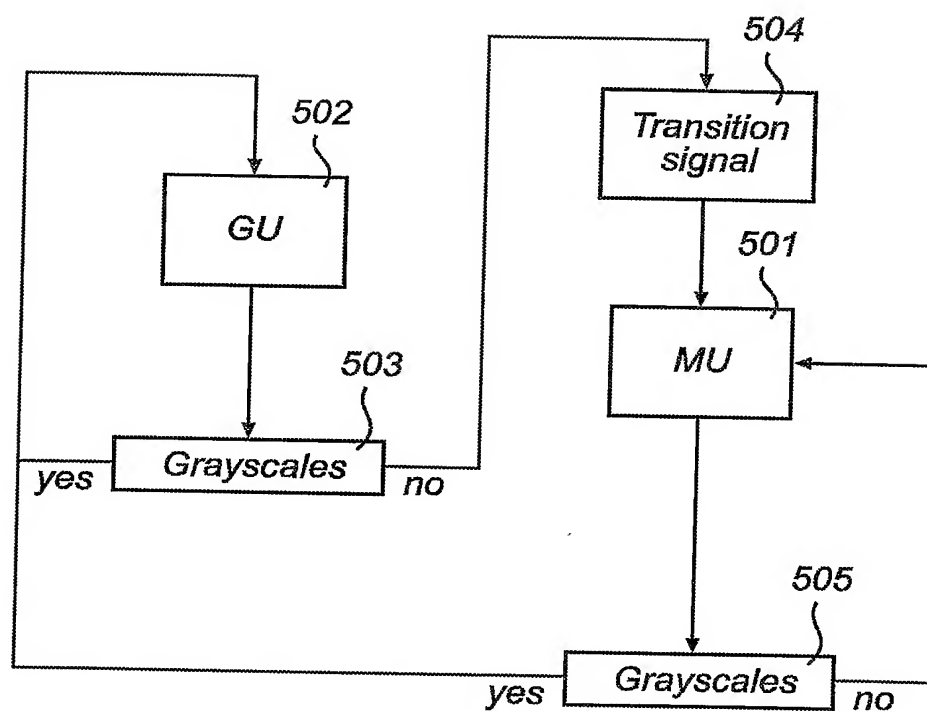 504
Transition
signal
502
GU
501
MU
503
Grayscales
yes
no
505
Grayscales
yes
no